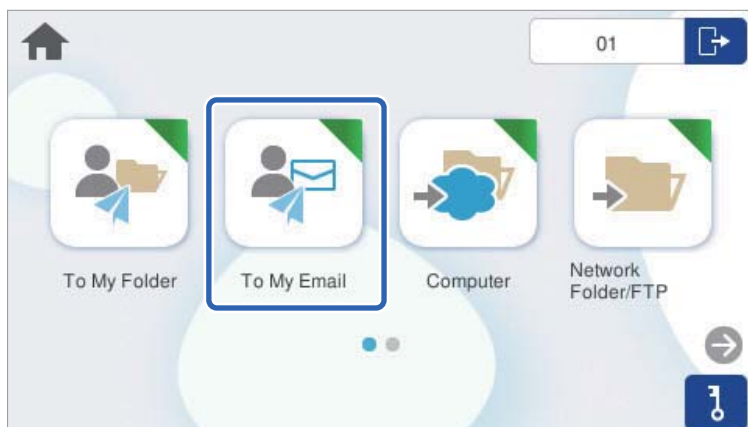 01
To My Folder
To My Email
Computer
Network
Folder/FTP